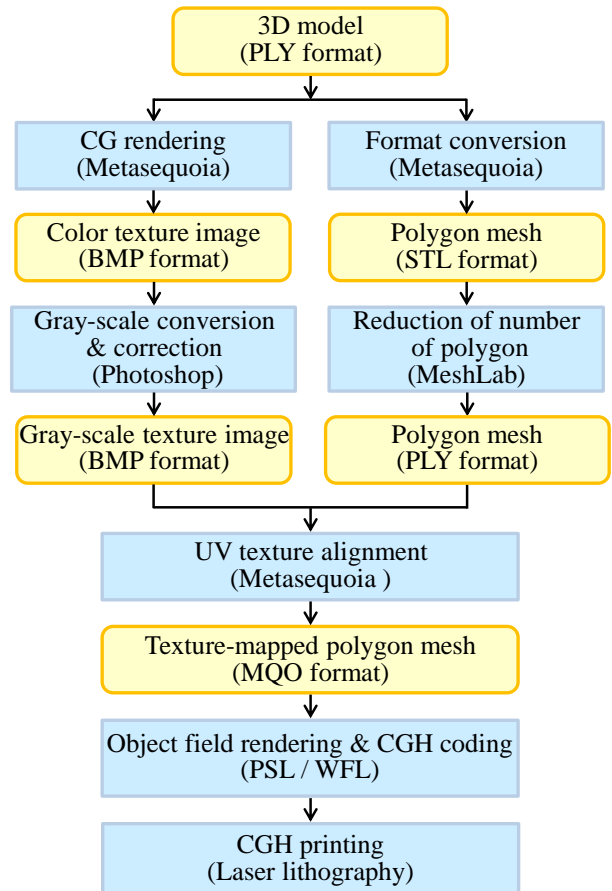 3D model
(PLY format)
CG rendering
(Metasequoia)
Format conversion
(Metasequoia)
Color texture image
(BMP format)
Polygon mesh
(STL format)
Gray-scale conversion
& correction
(Photoshop)
Reduction of number
of polygon
(MeshLab)
Gray-scale texture image
(BMP format)
Polygon mesh
(PLY format)
UV texture alignment
(Metasequoia )
Texture-mapped polygon mesh
(MQO format)
Object field rendering & CGH coding
(PSL / WFL)
CGH printing
(Laser lithography)